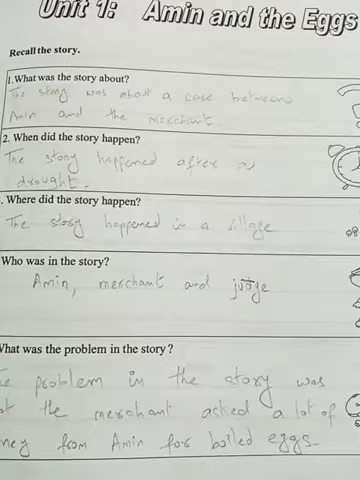 Unit 1: Amin and the Eggs
Recall the story.
1. What was the story about?
The story was about a case between
Amin and the merchant.
2. When did the story happen?
The story happened after a
drought.
. Where did the story happen?
The story happened in a village
Who was in the story?
Amin, merchant and judge
What was the problem in the story?
problem in the story was
the merchant asked a lot of
ney from Amin for boiled eggs.